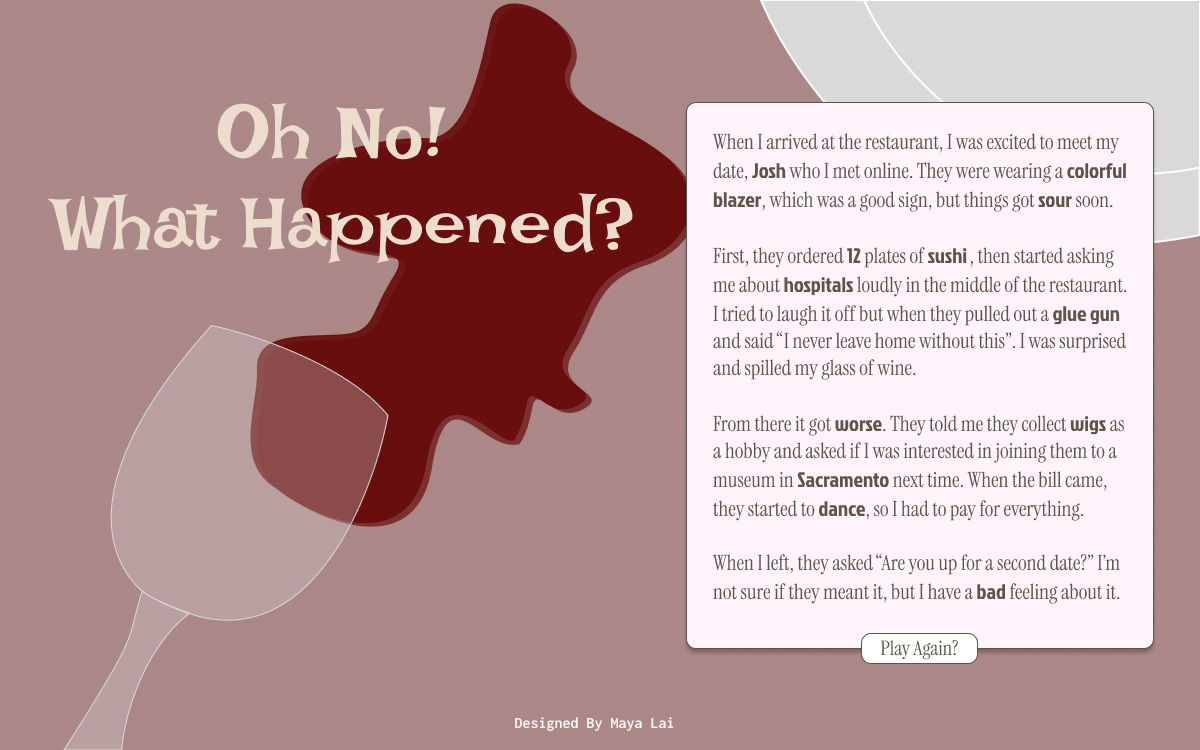 Oh No!
What Happened?
When I arrived at the restaurant, I was excited to meet my
date, Josh who I met online. They were wearing a colorful
blazer, which was a good sign, but things got sour soon.
First, they ordered 12 plates of sushi , then started asking
me about hospitals loudly in the middle of the restaurant.
I tried to laugh it off but when they pulled out a glue gun
and said “I never leave home without this”. I was surprised
and spilled my glass of wine.
From there it got worse. They told me they collect wigs as
a hobby and asked if I was interested in joining them to a
museum in Sacramento next time. When the bill came,
they started to dance, so I had to pay for everything.
When I left, they asked “Are you up for a second date?” I’m
not sure if they meant it, but I have a bad feeling about it.
Play Again?
Designed By Maya Lai